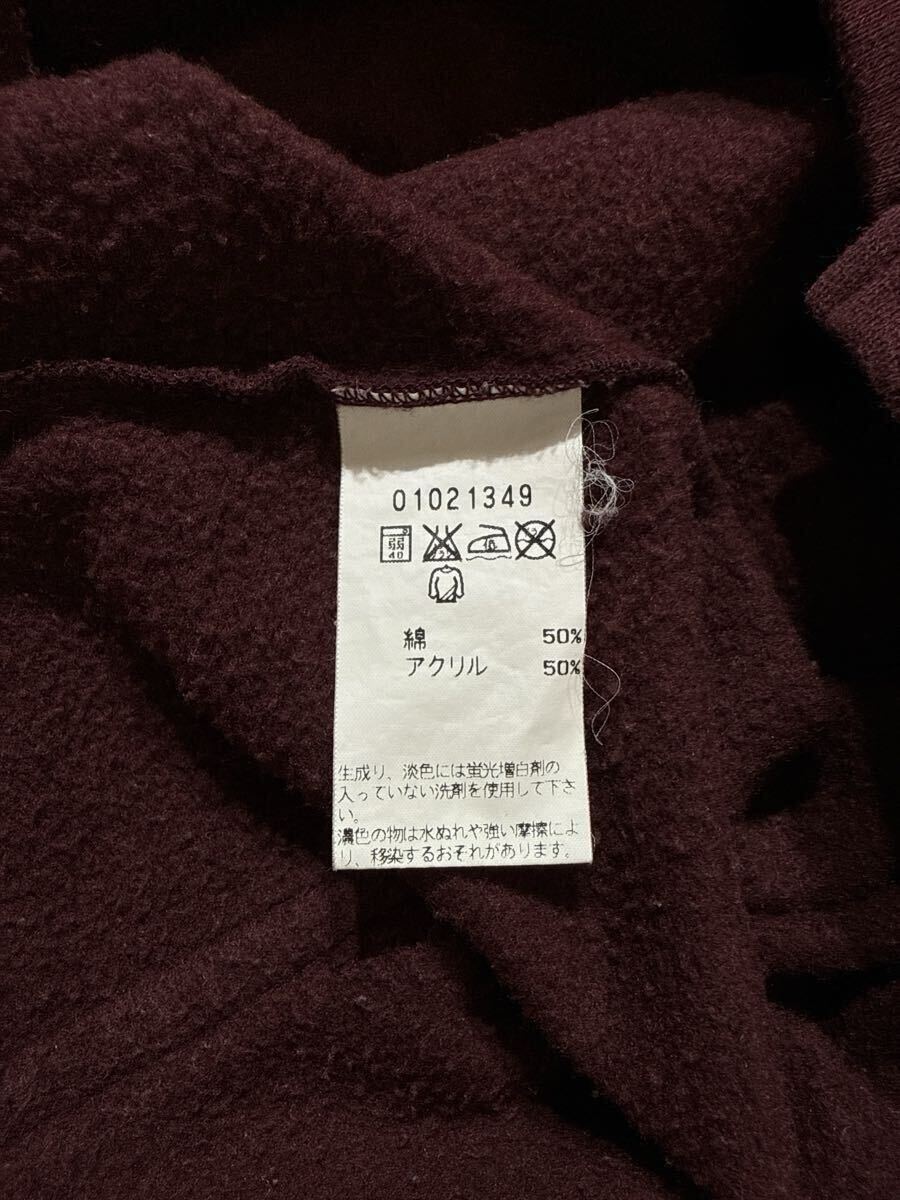 01021349
弱
40
綿 50%
アクリル 50%
生成り、淡色には蛍光増白剤の
入っていない洗剤を使用して下さ
い。
濃色の物は水ぬれや強い摩擦によ
り、移染するおそれがあります。